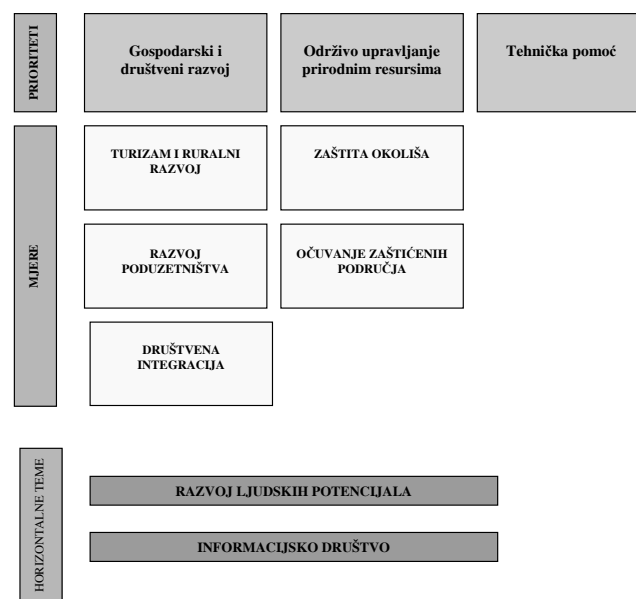 PRIORITETI
Gospodarski i
društveni razvoj
Održivo upravljanje
prirodnim resursima
Tehnička pomoć
MJERE
TURIZAM I RURALNI
RAZVOJ
ZAŠTITA OKOLIŠA
RAZVOJ
PODUZETNIŠTVA
OČUVANJE ZAŠTIĆENIH
PODRUČJA
DRUŠTVENA
INTEGRACIJA
HORIZONTALNE TEME
RAZVOJ LJUDSKIH POTENCIJALA
INFORMACIJSKO DRUŠTVO